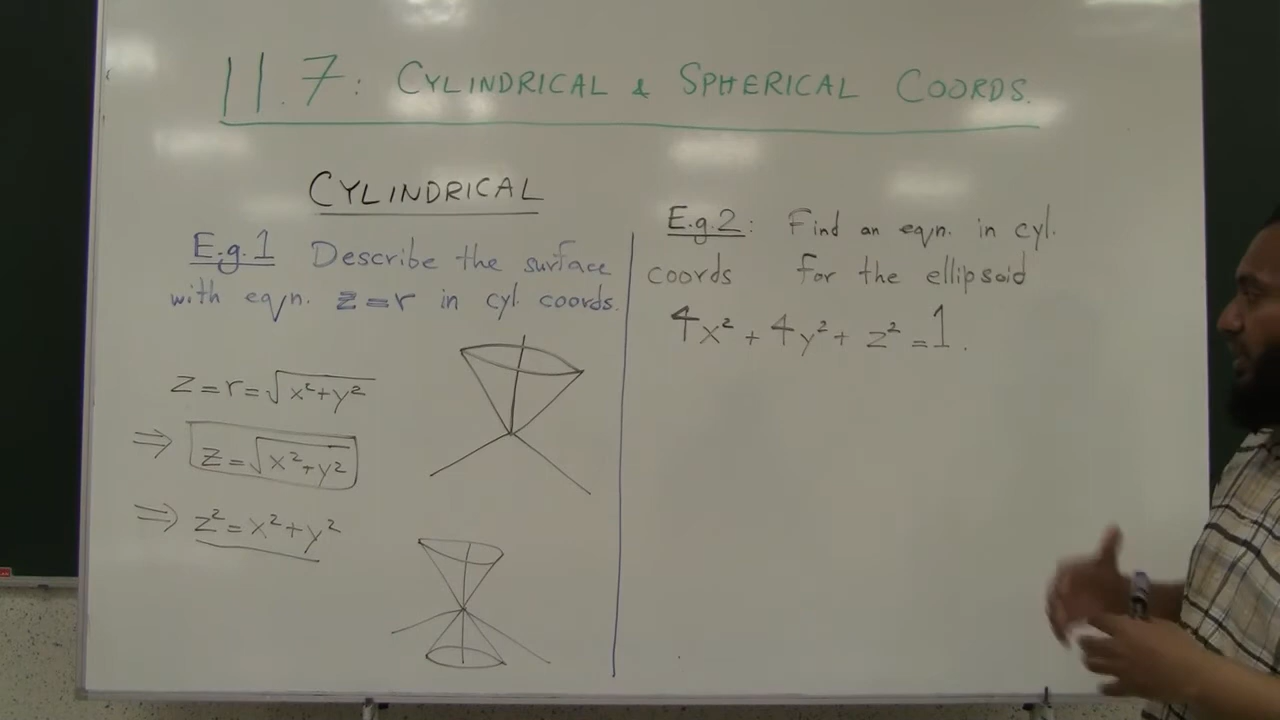 11.7: CYLINDRICAL & SPHERICAL COORDS.
CYLINDRICAL
E.g.1 Describe the surface
with eqn. z=r in cyl. coords.
z=r=√x²+y²
⇒ z=√x²+y²
⇒ z²=x²+y²
E.g.2: Find an eqn. in cyl.
coords for the ellipsoid
4x²+4y²+z²=1.